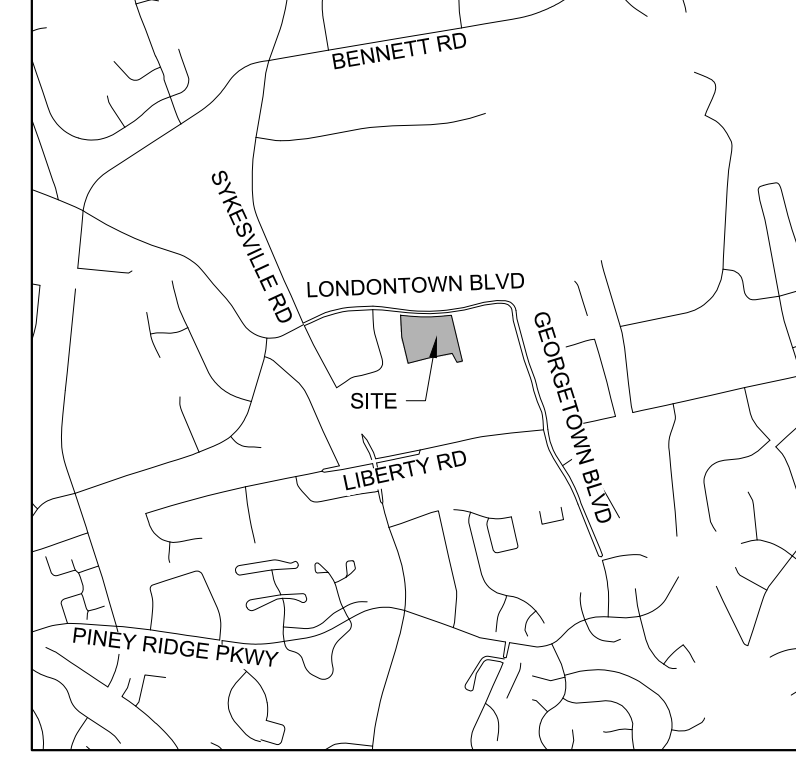 BENNETT RD
SYKESVILLE RD
LONDONTOWN BLVD
GEORGETOWN BLVD
SITE
LIBERTY RD
PINEY RIDGE PKWY